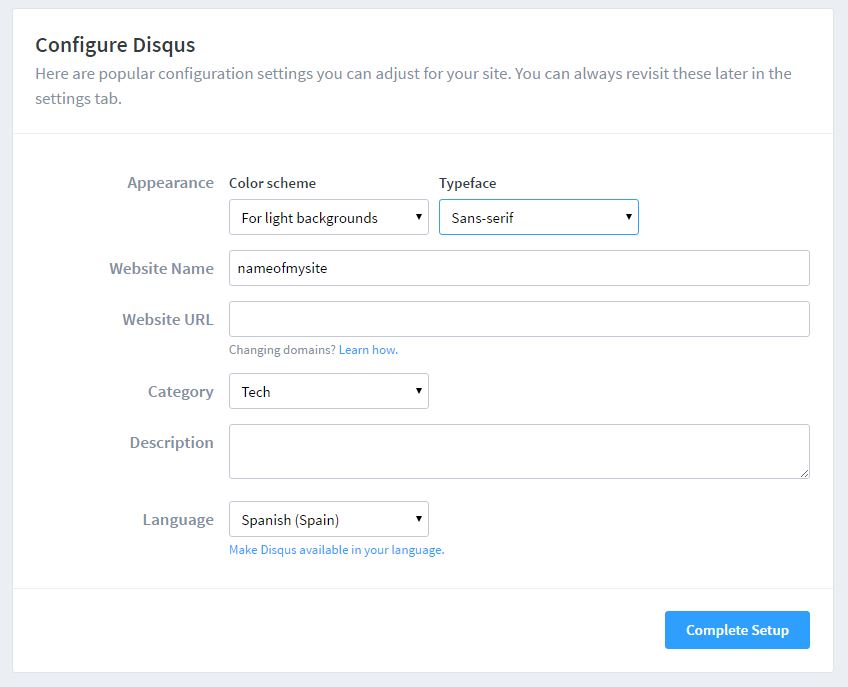 Configure Disqus
Here are popular configuration settings you can adjust for your site. You can always revisit these later in the
settings tab.
Appearance
Color scheme
Typeface
For light backgrounds
Sans-serif
Website Name
nameofmysite
Website URL
Changing domains? Learn how.
Category
Tech
Description
Language
Spanish (Spain)
Make Disqus available in your language.
Complete Setup